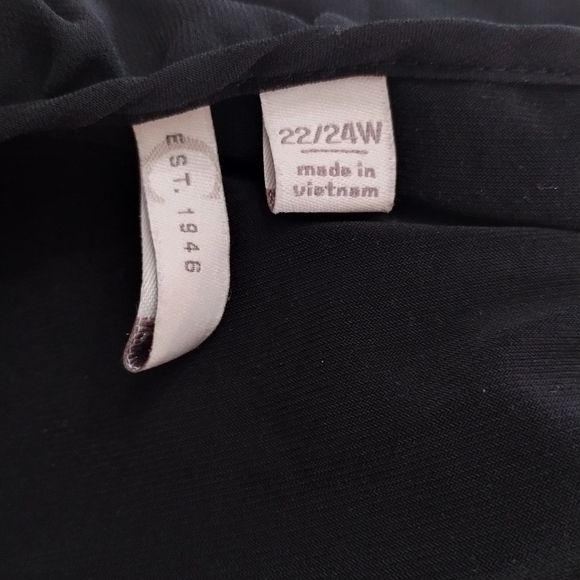 EST. 1946
22/24W
made in
vietnam